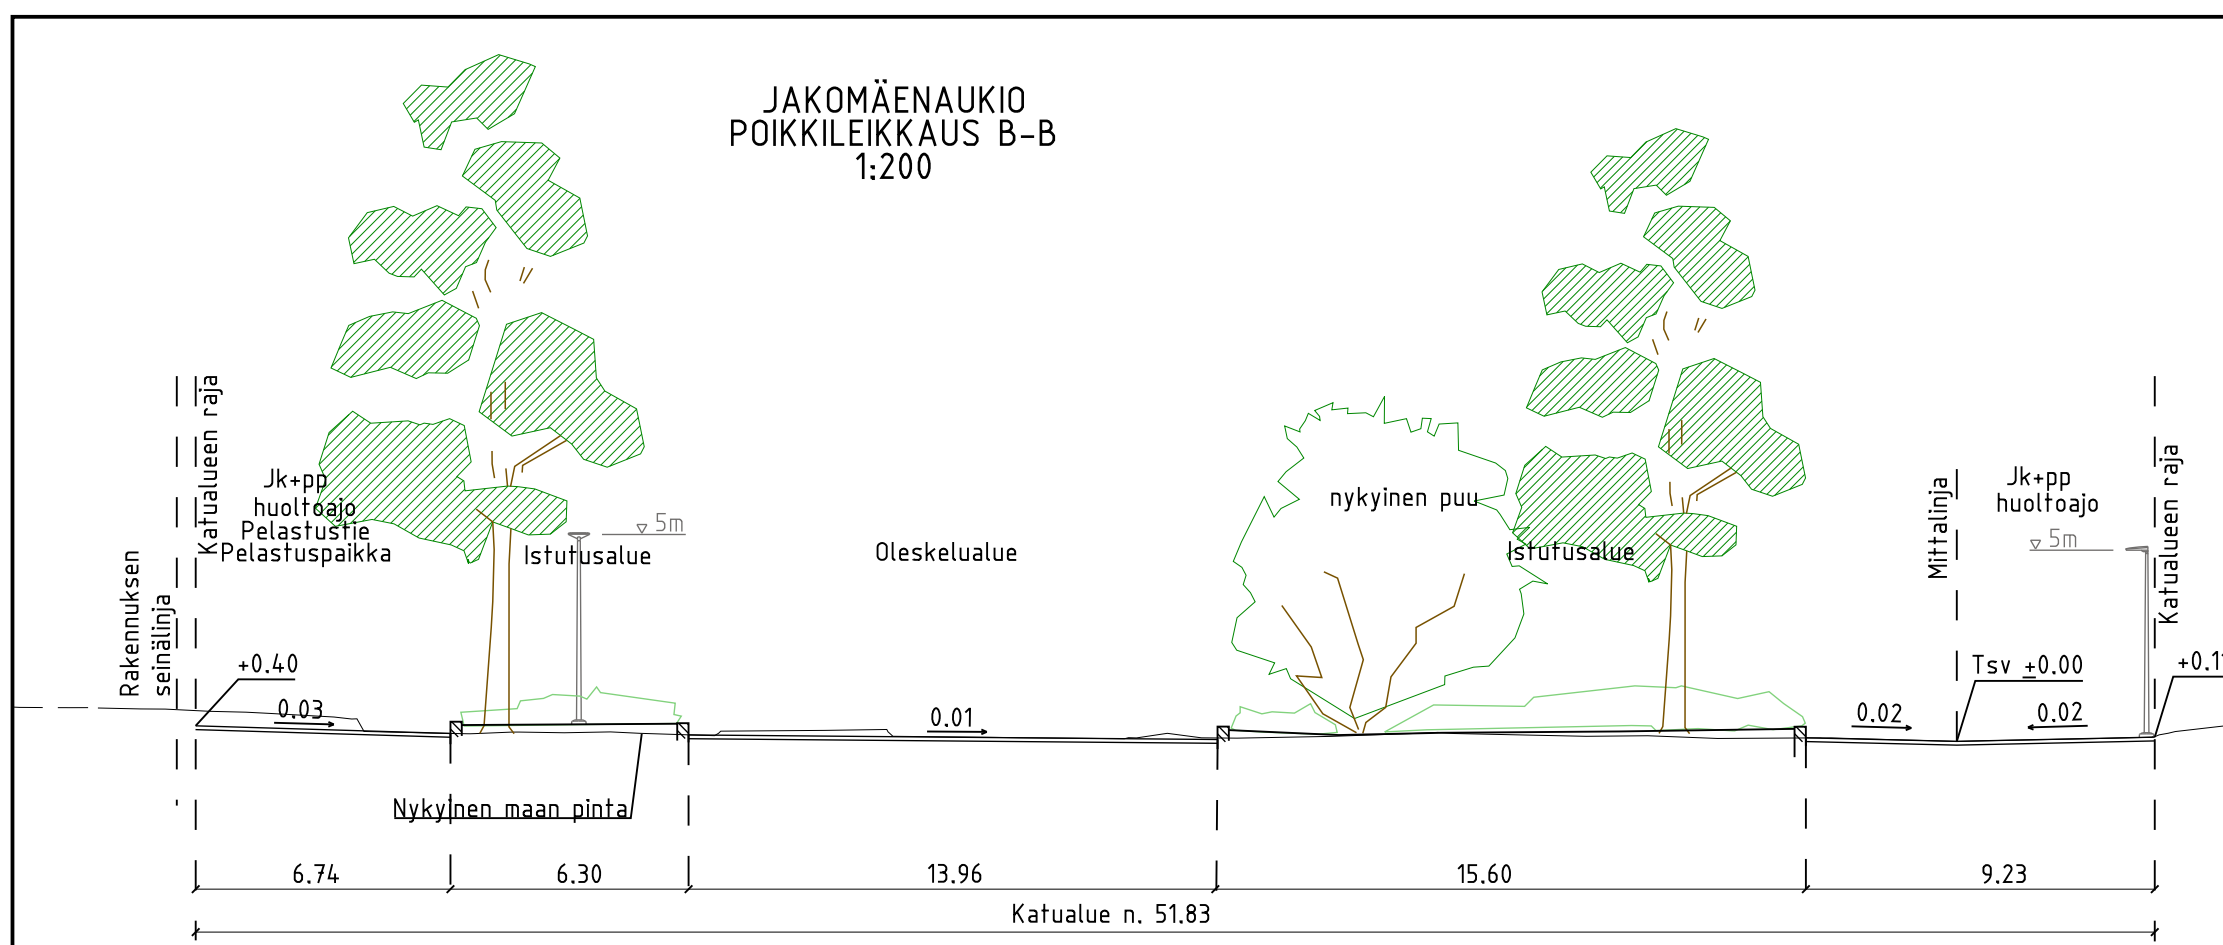 JAKOMÄENAUKIO
POIKKILEIKKAUS B-B
1:200
Rakennuksen
seinälinja
Katualueen raja
Jk+pp
huoltoajo
Pelastustie
Pelastuspaikka
Istutusalue
5m
Oleskelualue
nykyinen puu
Istutusalue
Mittalinja
Jk+pp
huoltoajo
5m
Katualueen raja
+0.40
0.03
0.01
0.02
Tsv ±0.00
0.02
Nykyinen maan pinta
6.74
6.30
13.96
15.60
9.23
Katualue n. 51.83